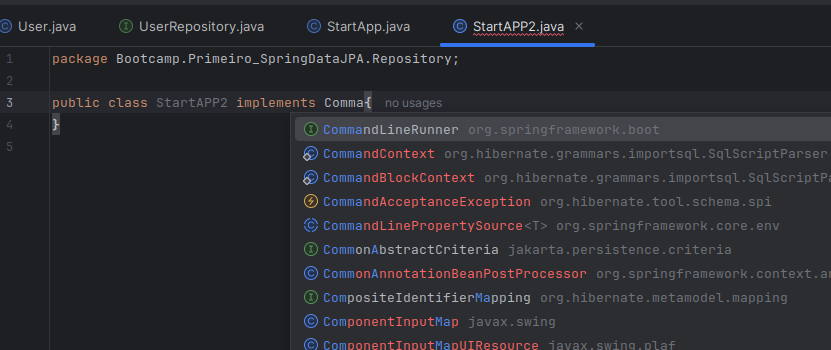 User.java UserRepository.java StartApp.java StartAPP2.java
1 package Bootcamp.Primeiro_SpringDataJPA.Repository;
2
3 public class StartAPP2 implements Comma{ no usages
4 }
5
CommandLineRunner org.springframework.boot
CommandContext org.hibernate.grammars.importsql.SqlScriptParser
CommandBlockContext org.hibernate.grammars.importsql.SqlScriptPa
CommandAcceptanceException org.hibernate.tool.schema.spi
CommandLinePropertySource<T> org.springframework.core.env
CommonAbstractCriteria jakarta.persistence.criteria
CommonAnnotationBeanPostProcessor org.springframework.context.an
CompositeIdentifierMapping org.hibernate.metamodel.mapping
ComponentInputMap javax.swing
ComponentInputMapUIResource javax.swing.plaf